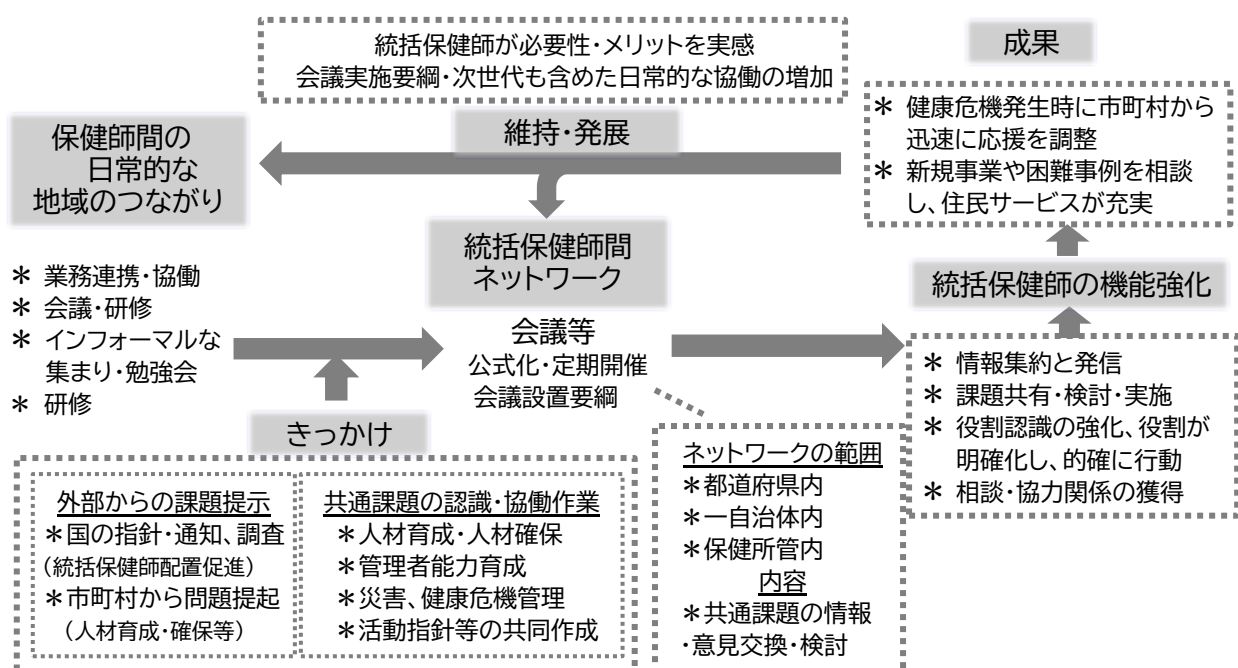 統括保健師が必要性・メリットを実感
会議実施要綱・次世代も含めた日常的な協働の増加
成果
＊ 健康危機発生時に市町村から
迅速に応援を調整
＊ 新規事業や困難事例を相談
し、住民サービスが充実
保健師間の
日常的な
地域のつながり
維持・発展
統括保健師間
ネットワーク
統括保健師の機能強化
＊ 業務連携・協働
＊ 会議・研修
＊ インフォーマルな
集まり・勉強会
＊ 研修
会議等
公式化・定期開催
会議設置要綱
＊ 情報集約と発信
＊ 課題共有・検討・実施
＊ 役割認識の強化、役割が
明確化し、的確に行動
＊ 相談・協力関係の獲得
きっかけ
外部からの課題提示
＊国の指針・通知、調査
（統括保健師配置促進）
＊市町村から問題提起
（人材育成・確保等）
共通課題の認識・協働作業
＊人材育成・人材確保
＊管理者能力育成
＊災害、健康危機管理
＊活動指針等の共同作成
ネットワークの範囲
＊都道府県内
＊一自治体内
＊保健所管内
内容
＊共通課題の情報
・意見交換・検討